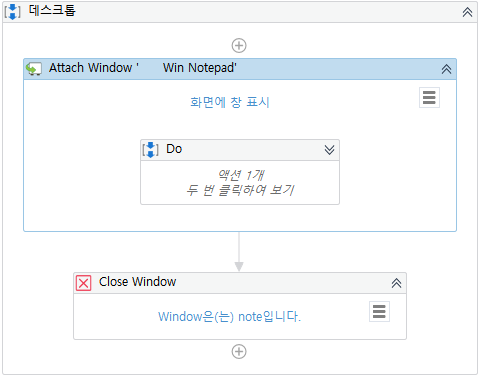 데스크톱
Attach Window '       Win Notepad'
화면에 창 표시
Do
액션 1개
두 번 클릭하여 보기
Close Window
Window은(는) note입니다.